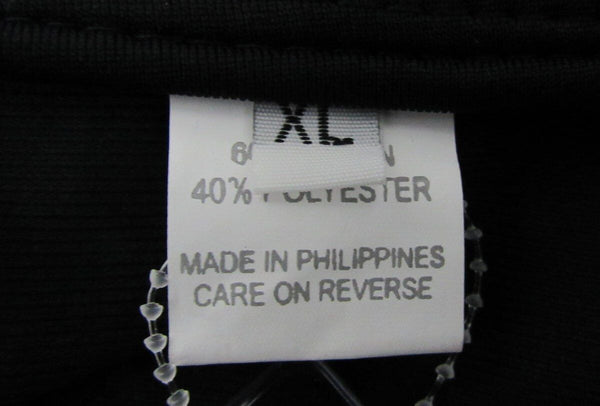 XL
40% POLYESTER
MADE IN PHILIPPINES
CARE ON REVERSE